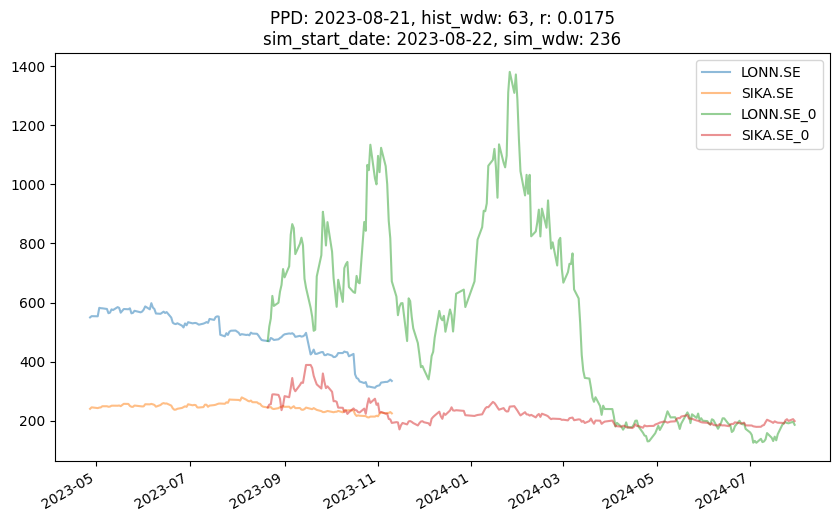 PPD: 2023-08-21, hist_wdw: 63, r: 0.0175
sim_start_date: 2023-08-22, sim_wdw: 236
LONN.SE
SIKA.SE
LONN.SE_0
SIKA.SE_0
1400
1200
1000
800
600
400
200
2023-05
2023-07
2023-09
2023-11
2024-01
2024-03
2024-05
2024-07